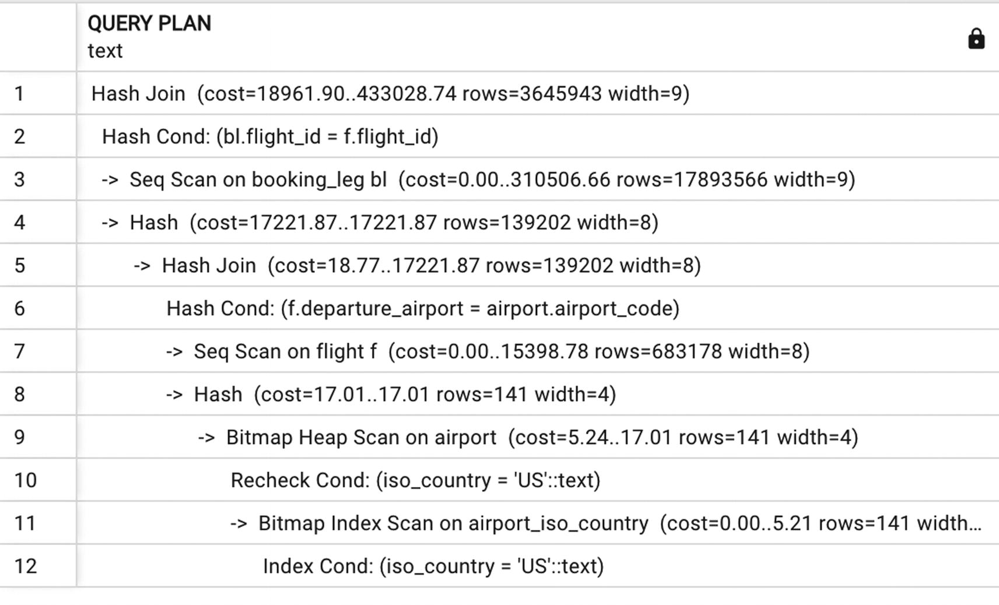 QUERY PLAN
text
1 Hash Join (cost=18961.90..433028.74 rows=3645943 width=9)
2 Hash Cond: (bl.flight_id = f.flight_id)
3 -> Seq Scan on booking_leg bl (cost=0.00..310506.66 rows=17893566 width=9)
4 -> Hash (cost=17221.87..17221.87 rows=139202 width=8)
5 -> Hash Join (cost=18.77..17221.87 rows=139202 width=8)
6 Hash Cond: (f.departure_airport = airport.airport_code)
7 -> Seq Scan on flight f (cost=0.00..15398.78 rows=683178 width=8)
8 -> Hash (cost=17.01..17.01 rows=141 width=4)
9 -> Bitmap Heap Scan on airport (cost=5.24..17.01 rows=141 width=4)
10 Recheck Cond: (iso_country = 'US'::text)
11 -> Bitmap Index Scan on airport_iso_country (cost=0.00..5.21 rows=141 width...
12 Index Cond: (iso_country = 'US'::text)